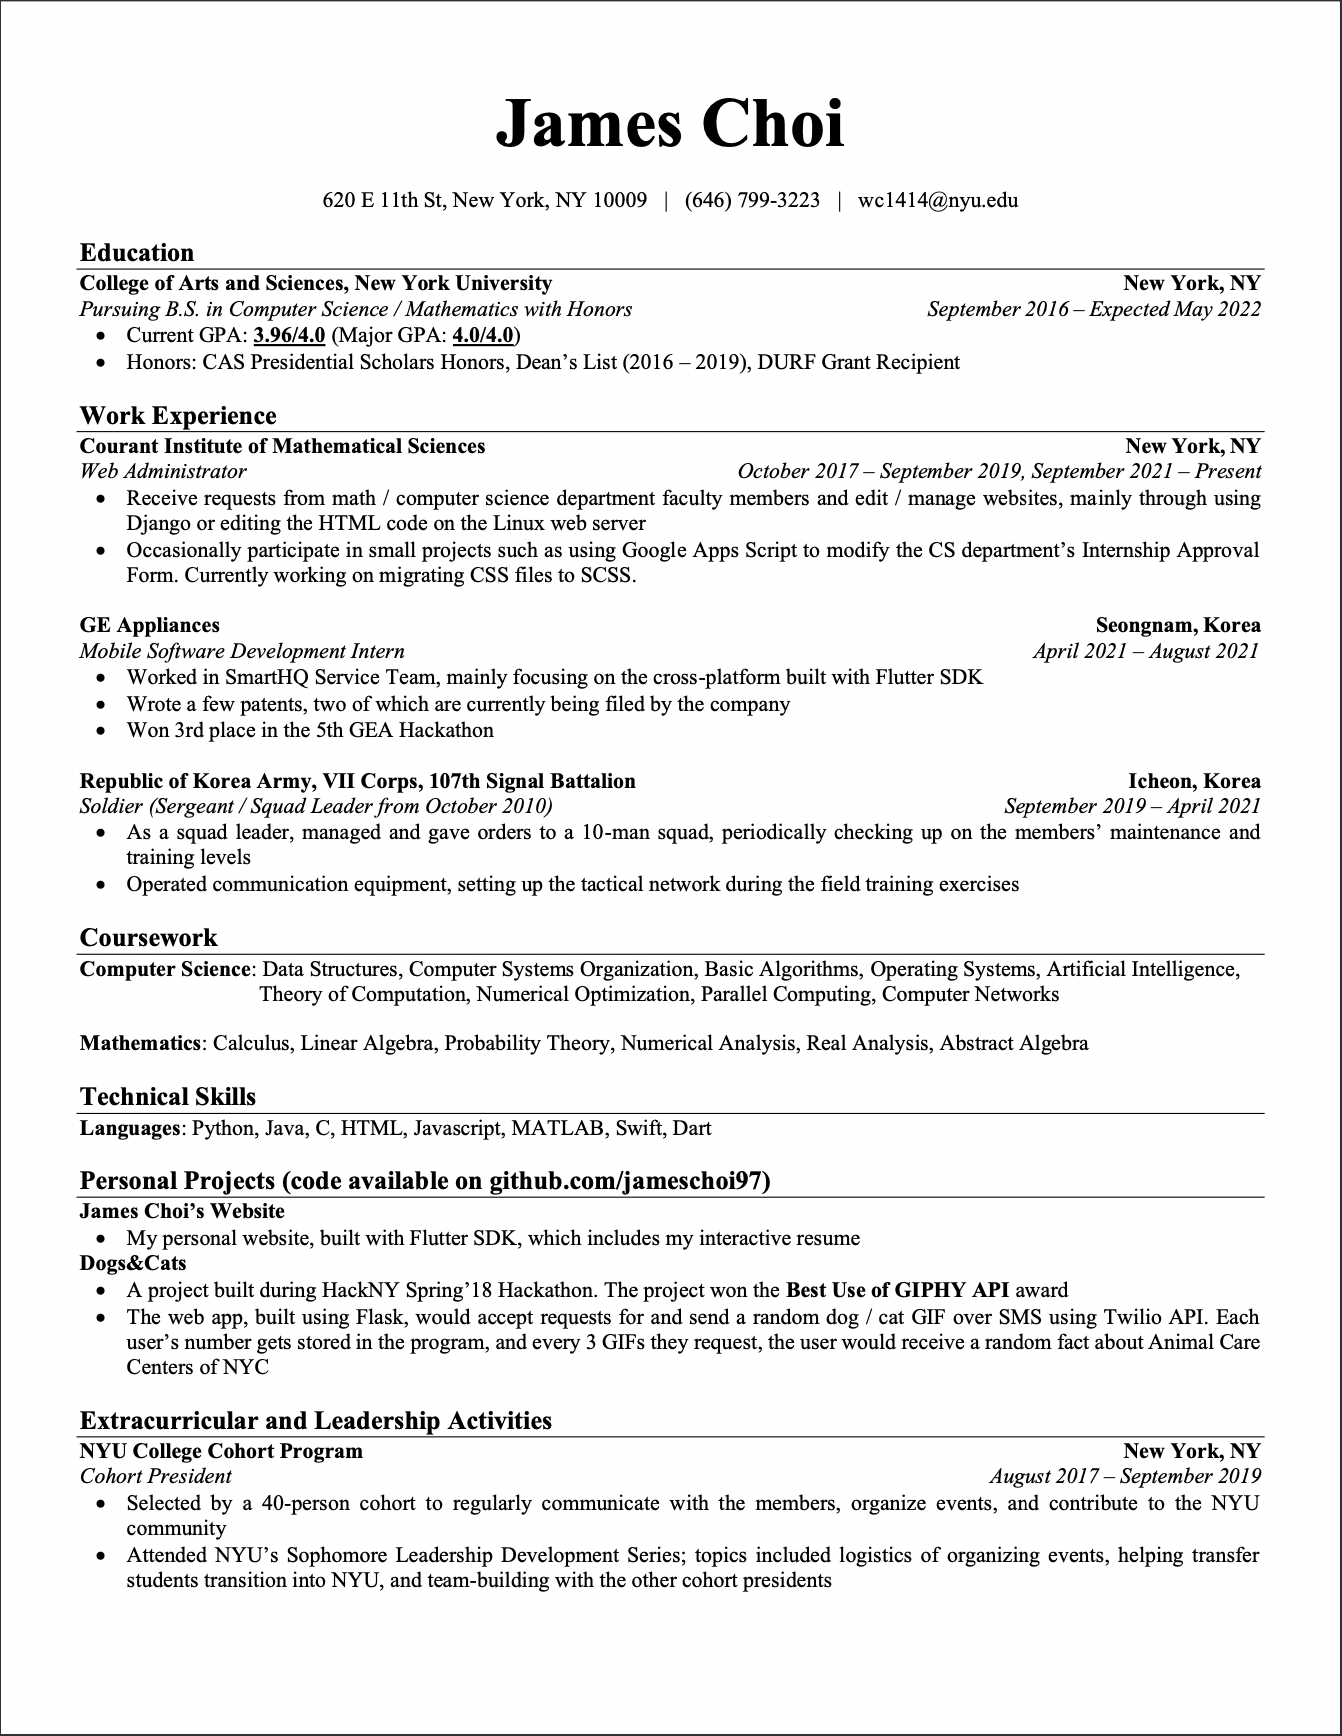 James Choi
620 E 11th St, New York, NY 10009 | (646) 799-3223 | wc1414@nyu.edu
Education
College of Arts and Sciences, New York University New York, NY
Pursuing B.S. in Computer Science / Mathematics with Honors September 2016 – Expected May 2022
• Current GPA: 3.96/4.0 (Major GPA: 4.0/4.0)
• Honors: CAS Presidential Scholars Honors, Dean’s List (2016 – 2019), DURF Grant Recipient
Work Experience
Courant Institute of Mathematical Sciences New York, NY
Web Administrator October 2017 – September 2019, September 2021 – Present
• Receive requests from math / computer science department faculty members and edit / manage websites, mainly through using
Django or editing the HTML code on the Linux web server
• Occasionally participate in small projects such as using Google Apps Script to modify the CS department’s Internship Approval
Form. Currently working on migrating CSS files to SCSS.
GE Appliances Seongnam, Korea
Mobile Software Development Intern April 2021 – August 2021
• Worked in SmartHQ Service Team, mainly focusing on the cross-platform built with Flutter SDK
• Wrote a few patents, two of which are currently being filed by the company
• Won 3rd place in the 5th GEA Hackathon
Republic of Korea Army, VII Corps, 107th Signal Battalion Icheon, Korea
Soldier (Sergeant / Squad Leader from October 2010) September 2019 – April 2021
• As a squad leader, managed and gave orders to a 10-man squad, periodically checking up on the members’ maintenance and
training levels
• Operated communication equipment, setting up the tactical network during the field training exercises
Coursework
Computer Science: Data Structures, Computer Systems Organization, Basic Algorithms, Operating Systems, Artificial Intelligence,
Theory of Computation, Numerical Optimization, Parallel Computing, Computer Networks
Mathematics: Calculus, Linear Algebra, Probability Theory, Numerical Analysis, Real Analysis, Abstract Algebra
Technical Skills
Languages: Python, Java, C, HTML, Javascript, MATLAB, Swift, Dart
Personal Projects (code available on github.com/jameschoi97)
James Choi’s Website
• My personal website, built with Flutter SDK, which includes my interactive resume
Dogs&Cats
• A project built during HackNY Spring’18 Hackathon. The project won the Best Use of GIPHY API award
• The web app, built using Flask, would accept requests for and send a random dog / cat GIF over SMS using Twilio API. Each
user’s number gets stored in the program, and every 3 GIFs they request, the user would receive a random fact about Animal Care
Centers of NYC
Extracurricular and Leadership Activities
NYU College Cohort Program New York, NY
Cohort President August 2017 – September 2019
• Selected by a 40-person cohort to regularly communicate with the members, organize events, and contribute to the NYU
community
• Attended NYU’s Sophomore Leadership Development Series; topics included logistics of organizing events, helping transfer
students transition into NYU, and team-building with the other cohort presidents